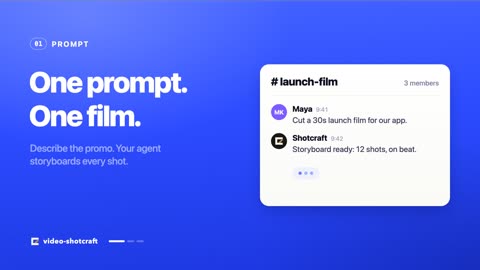 01 PROMPT
One prompt.
One film.
Describe the promo. Your agent
storyboards every shot.
# launch-film 3 members
MK Maya 9:41
Cut a 30s launch film for our app.
Shotcraft 9:42
Storyboard ready: 12 shots, on beat.
video-shotcraft